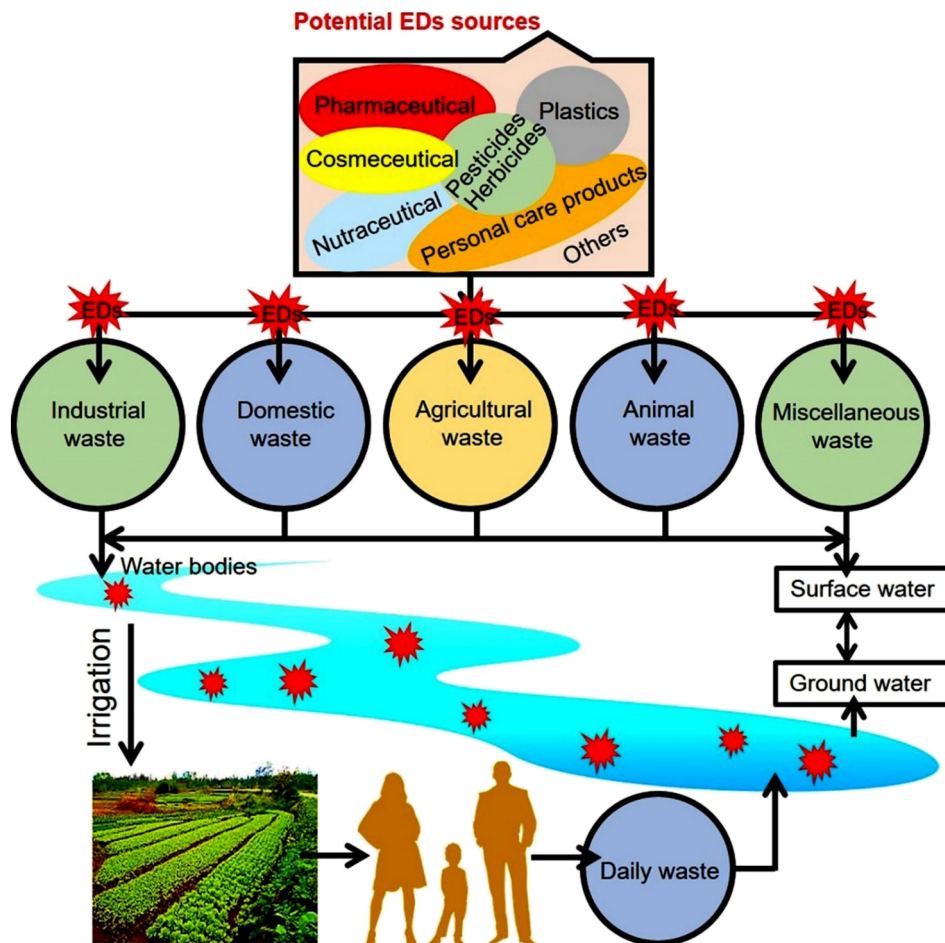 Potential EDs sources
Pharmaceutical
Plastics
Cosmeceutical
Pesticides
Herbicides
Nutraceutical
Personal care products
Others
EDs
EDs
EDs
EDs
EDs
Industrial
waste
Domestic
waste
Agricultural
waste
Animal
waste
Miscellaneous
waste
Water bodies
Surface water
Ground water
Irrigation
Daily waste